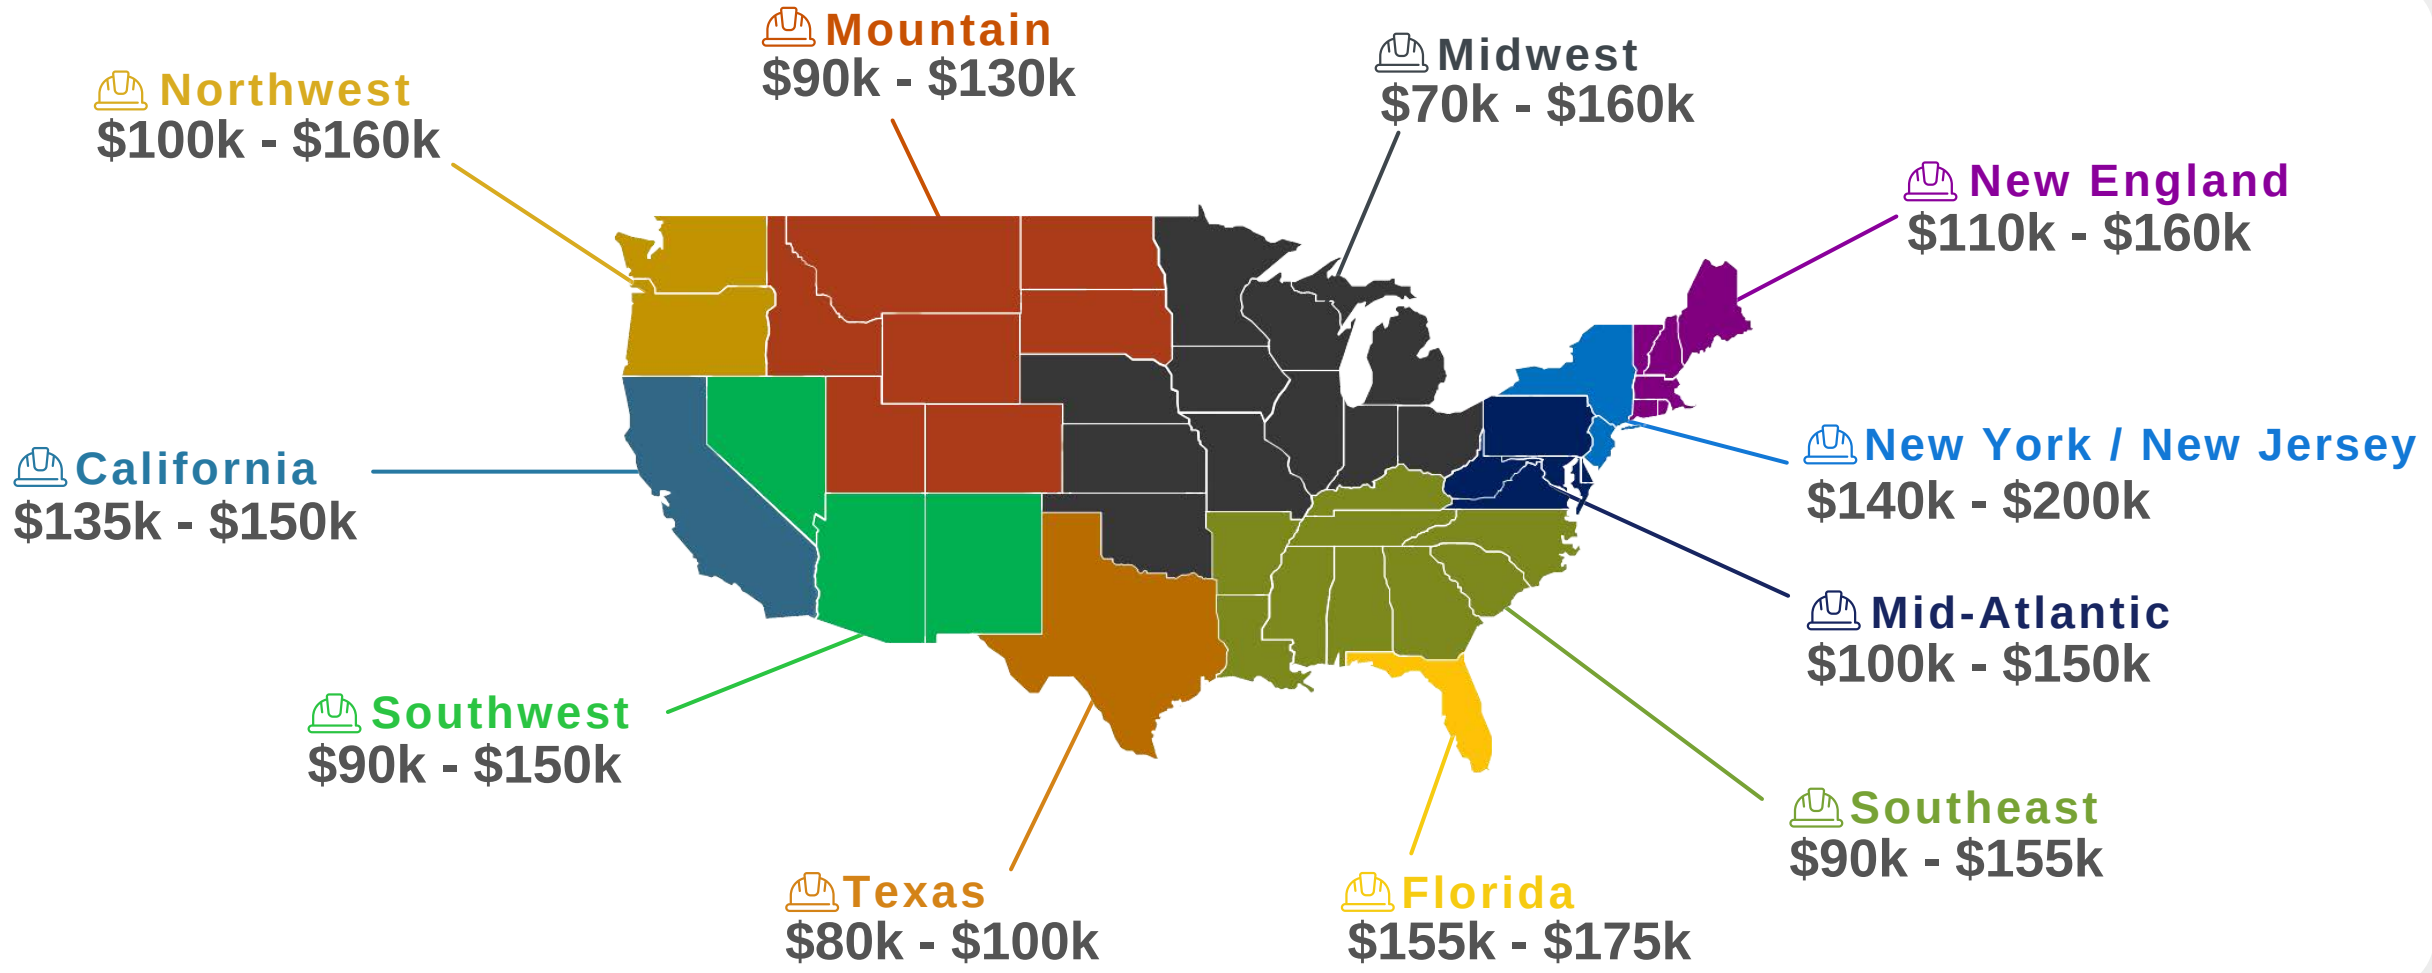 Mountain
$90k - $130k
Midwest
$70k - $160k
Northwest
$100k - $160k
New England
$110k - $160k
California
$135k - $150k
New York / New Jersey
$140k - $200k
Mid-Atlantic
$100k - $150k
Southwest
$90k - $150k
Southeast
$90k - $155k
Texas
$80k - $100k
Florida
$155k - $175k